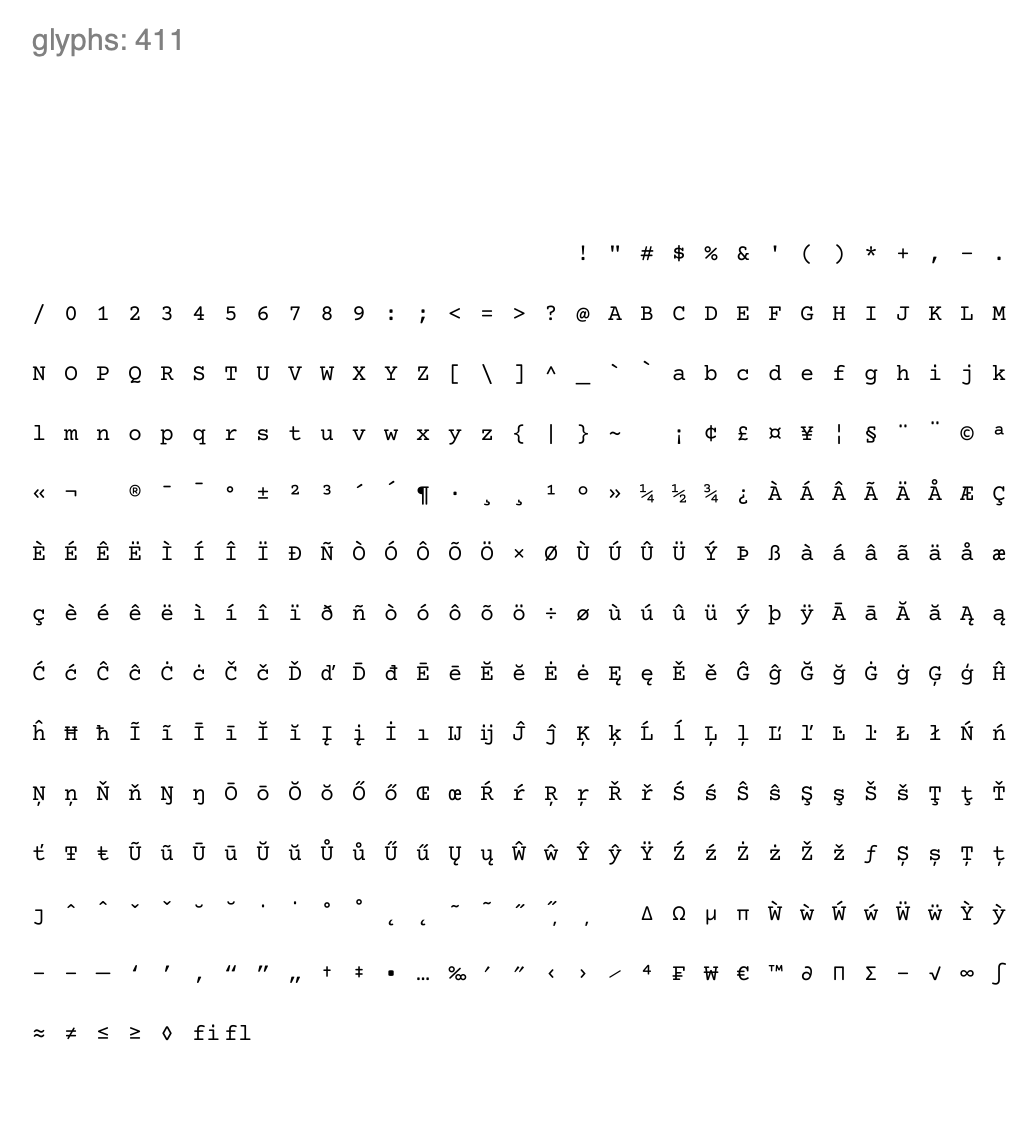 glyphs: 411
! " # $ % & ' ( ) * + , - .
/ 0 1 2 3 4 5 6 7 8 9 : ; < = > ? @ A B C D E F G H I J K L M
N O P Q R S T U V W X Y Z [ \ ] ^ _ ` ` a b c d e f g h i j k
l m n o p q r s t u v w x y z { | } ~ ¡ ¢ £ ¤ ¥ ¦ § ¨ ¨ © ª
« ¬ ® ¯ ¯ ° ± ² ³ ´ ´ ¶ · ¸ ¸ ¹ º » ¼ ½ ¾ ¿ À Á Â Ã Ä Å Æ Ç
È É Ê Ë Ì Í Î Ï Ð Ñ Ò Ó Ô Õ Ö × Ø Ù Ú Û Ü Ý Þ ß à á â ã ä å æ
ç è é ê ë ì í î ï ð ñ ò ó ô õ ö ÷ ø ù ú û ü ý þ ÿ Ā ā Ă ă Ą ą
Ć ć Ĉ ĉ Ċ ċ Č č Ď ď Đ đ Ē ē Ĕ ĕ Ė ė Ę ę Ě ě Ĝ ĝ Ğ ğ Ġ ġ Ģ ģ Ĥ
ĥ Ħ ħ Ĩ ĩ Ī ī Ĭ ĭ Į į İ ı Ĳ ĳ Ĵ ĵ Ķ ķ Ĺ ĺ Ļ ļ Ľ ľ Ŀ ŀ Ł ł Ń ń
Ņ ņ Ň ň Ŋ ŋ Ō ō Ŏ ŏ Ő ő Œ œ Ŕ ŕ Ŗ ŗ Ř ř Ś ś Ŝ ŝ Ş ş Š š Ţ ţ Ť
ť Ŧ ŧ Ũ ũ Ū ū Ŭ ŭ Ů ů Ű ű Ų ų Ŵ ŵ Ŷ ŷ Ÿ Ź ź Ż ż Ž ž ƒ Ș ș Ț ț
ȷ ˆ ˆ ˇ ˇ ˘ ˘ ˙ ˙ ˚ ˚ ˛ ˛ ˜ ˜ ˝ ˝ ̦ ̦ ∆ Ω µ π Ẁ ẁ Ẃ ẃ Ẅ ẅ Ỳ ỳ
‐ – — ‘ ’ ‚ “ ” „ † ‡ • … ‰ ′ ″ ‹ › ⁄ ⁴ ₣ ₩ € ™ ∂ ∏ ∑ − √ ∞ ∫
≈ ≠ ≤ ≥ ◊ fi fl